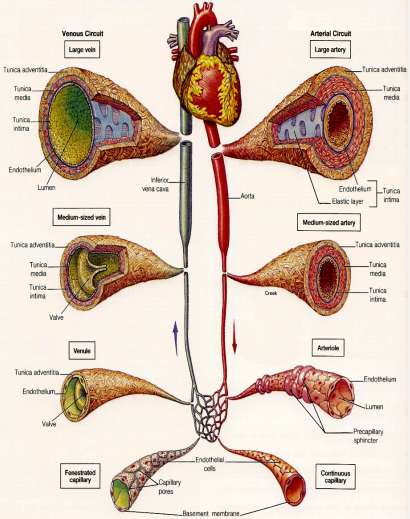 Venous Circuit
Large vein
Tunica adventitia
Tunica
media
Tunica
intima
Endothelium
Lumen
Arterial Circuit
Large artery
Tunica adventitia
Tunica
media
Endothelium
Elastic layer
Tunica
intima
Inferior
vena cava
Aorta
Medium-sized vein
Tunica adventitia
Tunica
media
Tunica
intima
Valve
Medium-sized artery
Tunica adventitia
Tunica
media
Tunica
intima
Creek
Venule
Tunica adventitia
Endothelium
Valve
Arteriole
Endothelium
Lumen
Precapillary
sphincter
Fenestrated
capillary
Capillary
pores
Endothelial
cells
Continuous
capillary
Basement membrane